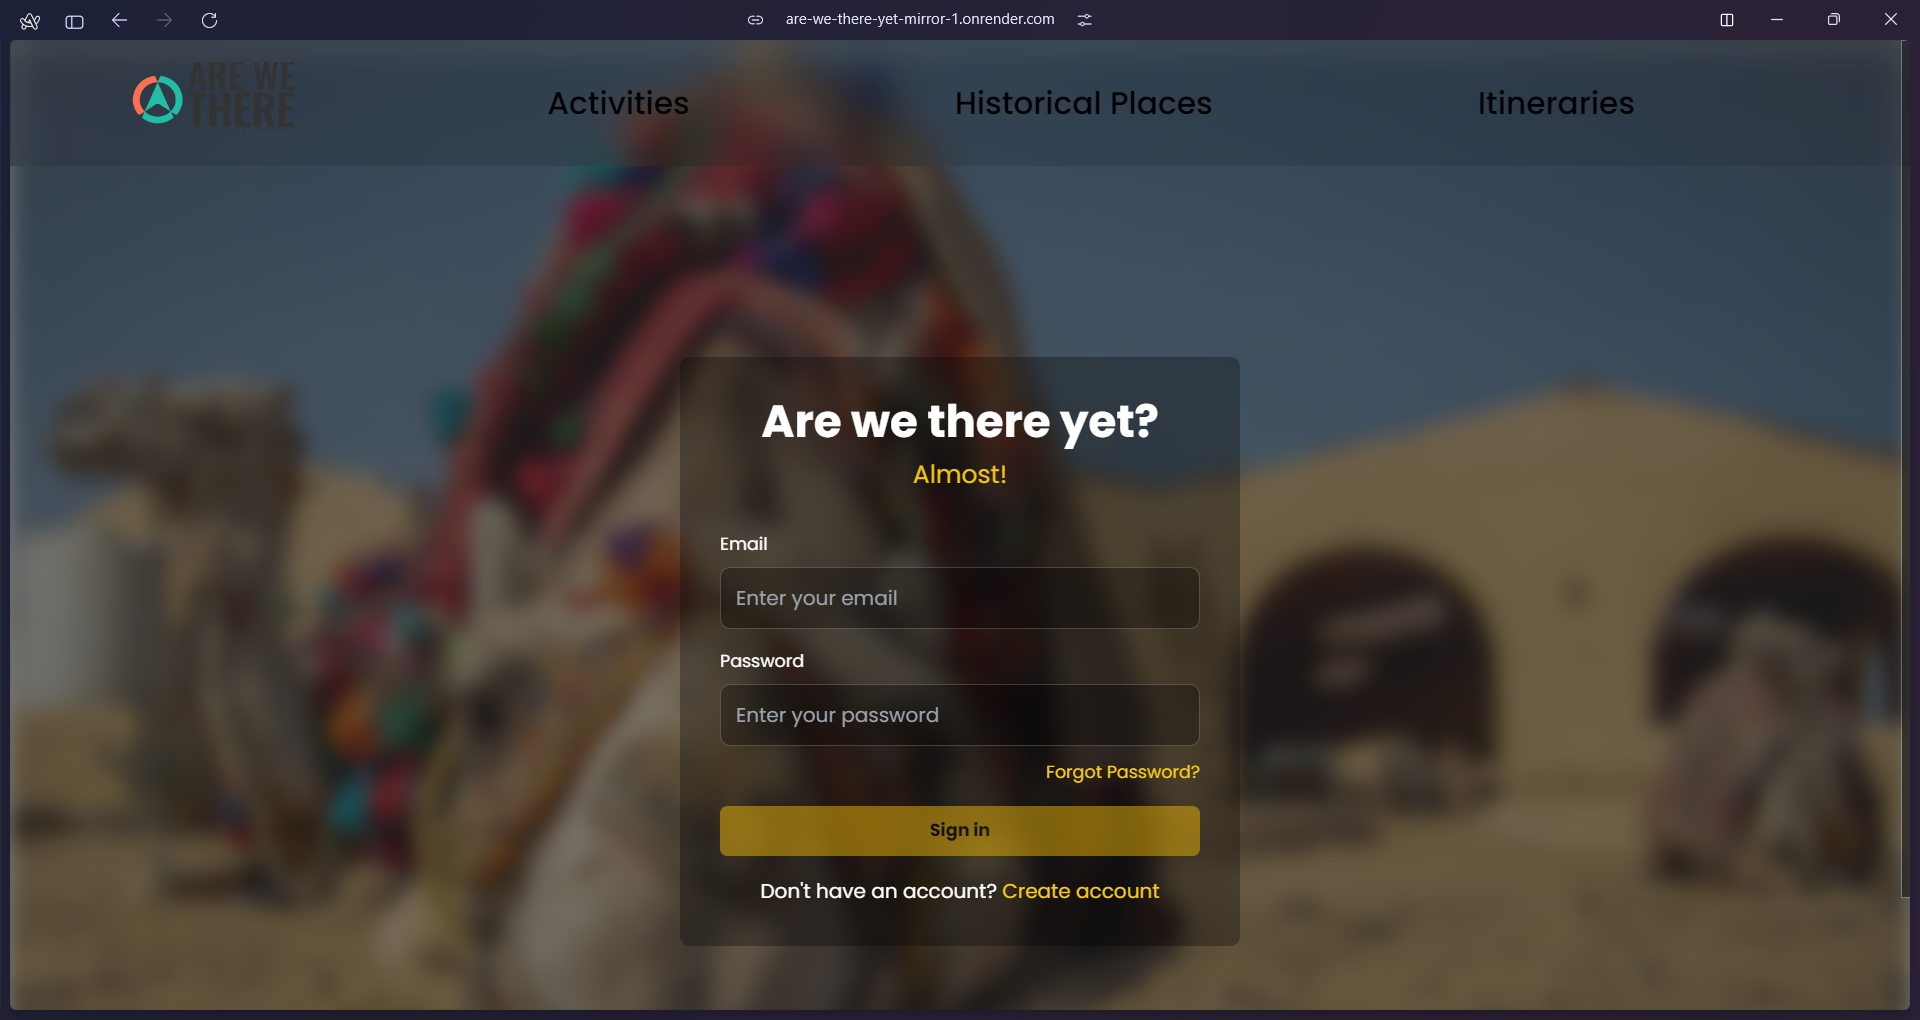 are-we-there-yet-mirror-1.onrender.com
ARE WE
THERE
Activities
Historical Places
Itineraries
Are we there yet?
Almost!
Email
Enter your email
Password
Enter your password
Forgot Password?
Sign in
Don't have an account? Create account